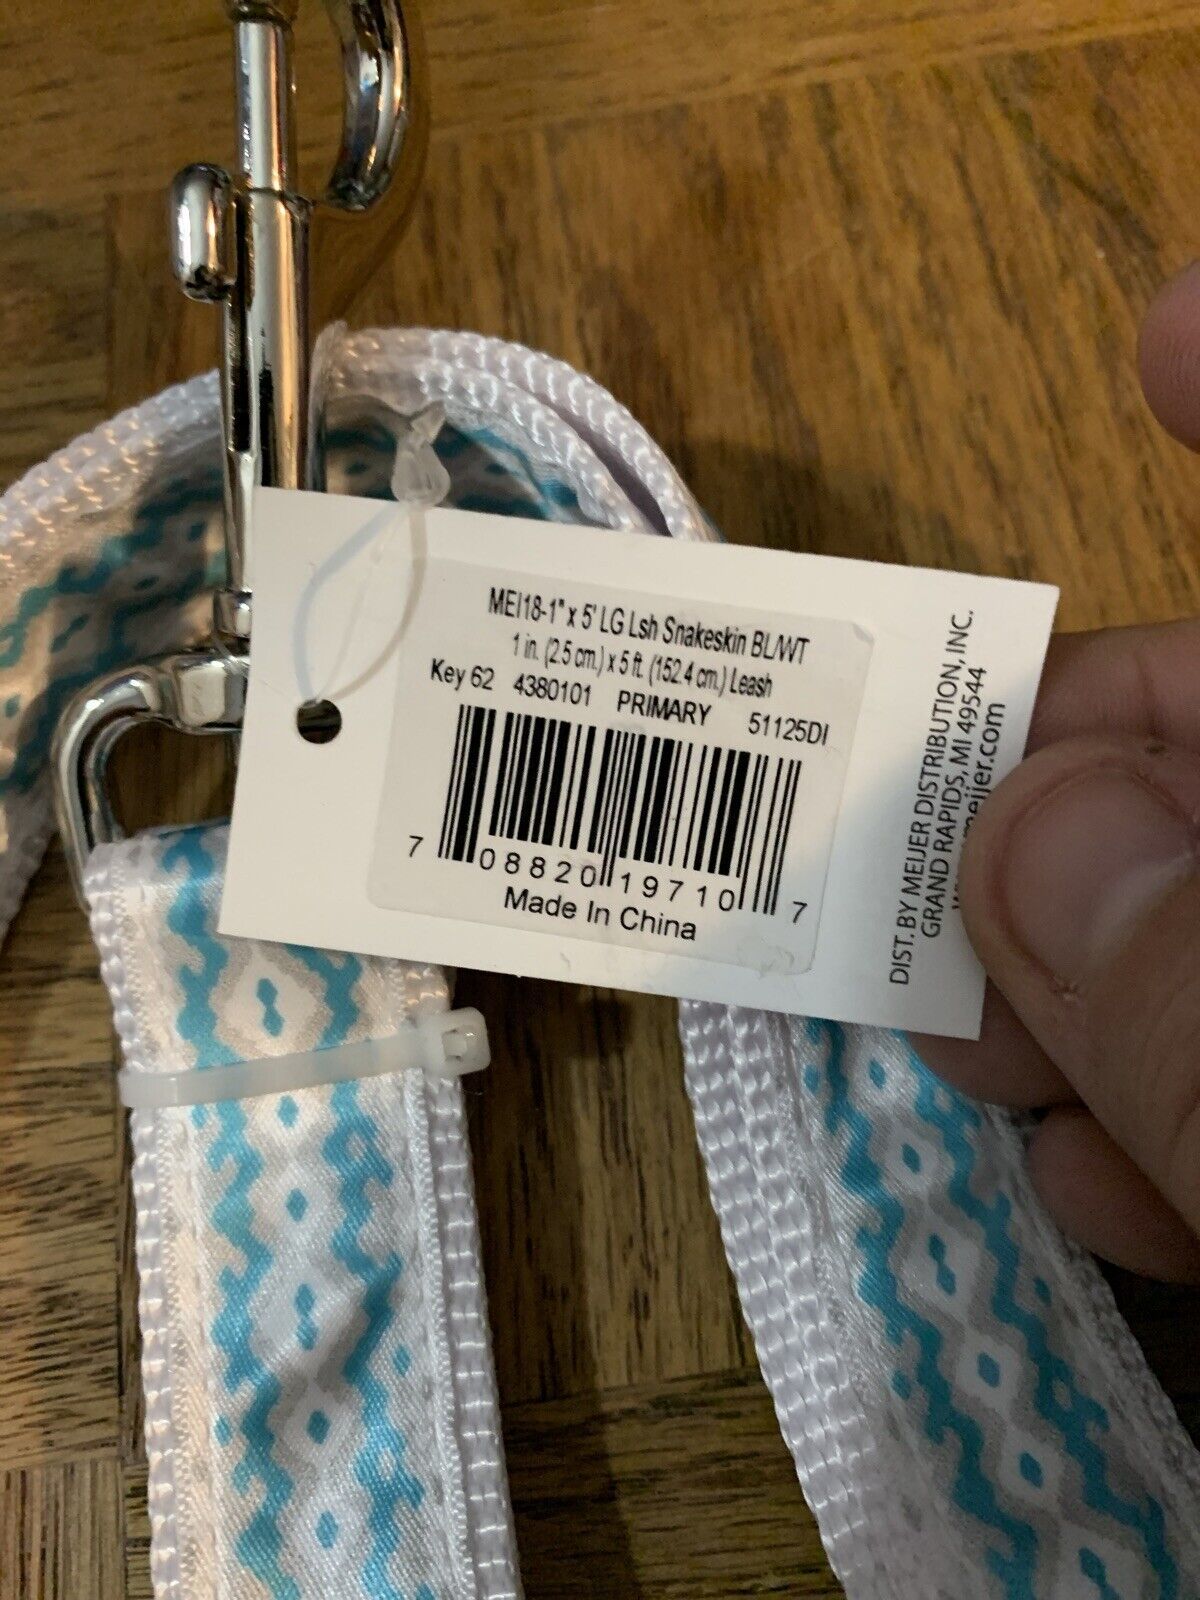 MEI18-1" x 5' LG Lsh Snakeskin BL/WT
1 in. (2.5 cm.) x 5 ft. (152.4 cm.) Leash
Key 62 4380101 PRIMARY 51125DI
7 08820 19710 7
Made In China
DIST. BY MEIJER DISTRIBUTION, INC.
GRAND RAPIDS, MI 49544
meijer.com